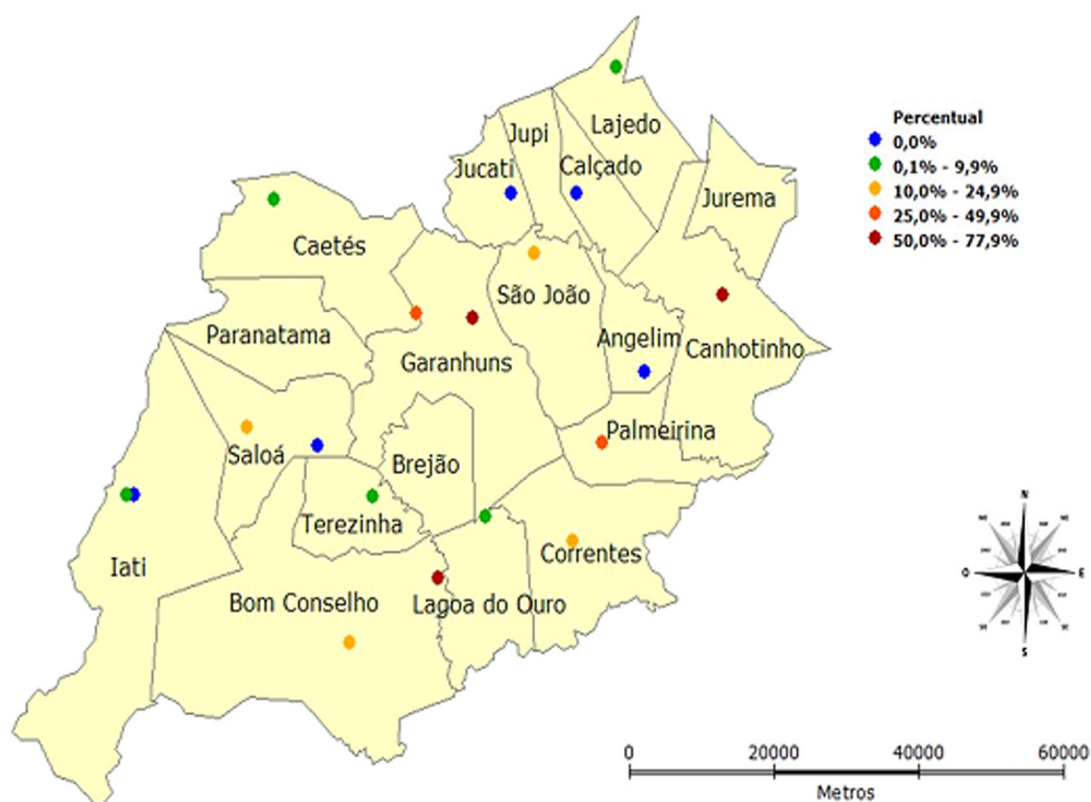 Percentual
0,0%
0,1% - 9,9%
10,0% - 24,9%
25,0% - 49,9%
50,0% - 77,9%
Lajedo
Jupi
Calçado
Jucati
Jurema
Caetés
São João
Paranatama
Angelim
Canhotinho
Garanhuns
Palmeirina
Saloá
Brejão
Terezinha
Correntes
Iati
Bom Conselho
Lagoa do Ouro
N
O
E
S
0
20000
40000
60000
Metros